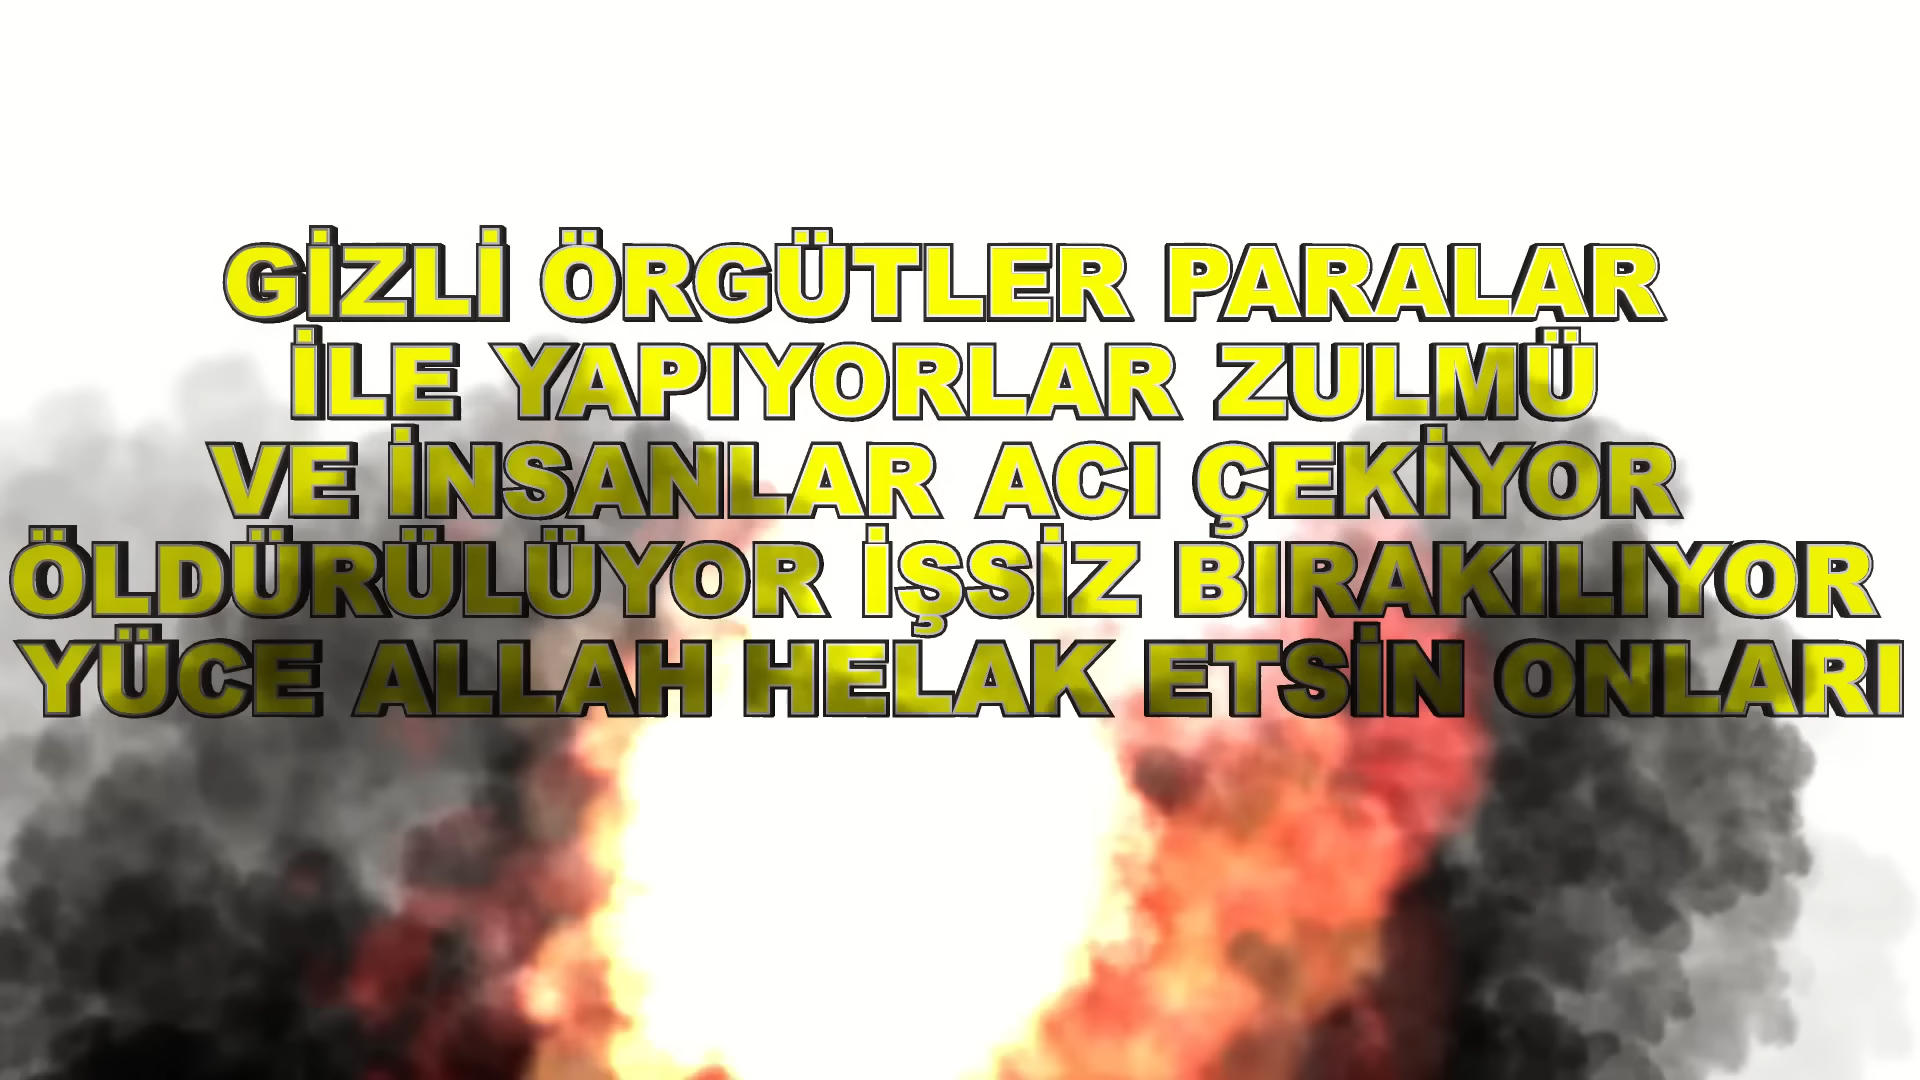 GİZLİ ÖRGÜTLER PARALAR
İLE YAPIYORLAR ZULMÜ
VE İNSANLAR ACI ÇEKİYOR
ÖLDÜRÜLÜYOR İŞSİZ BIRAKILIYOR
YÜCE ALLAH HELAK ETSİN ONLARI